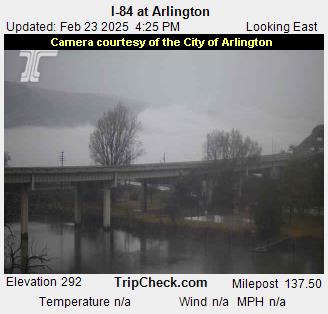 I-84 at Arlington
Updated: Feb 23 2025 4:25 PM Looking East
Camera courtesy of the City of Arlington
Elevation 292 TripCheck.com Milepost 137.50
Temperature n/a Wind n/a MPH n/a